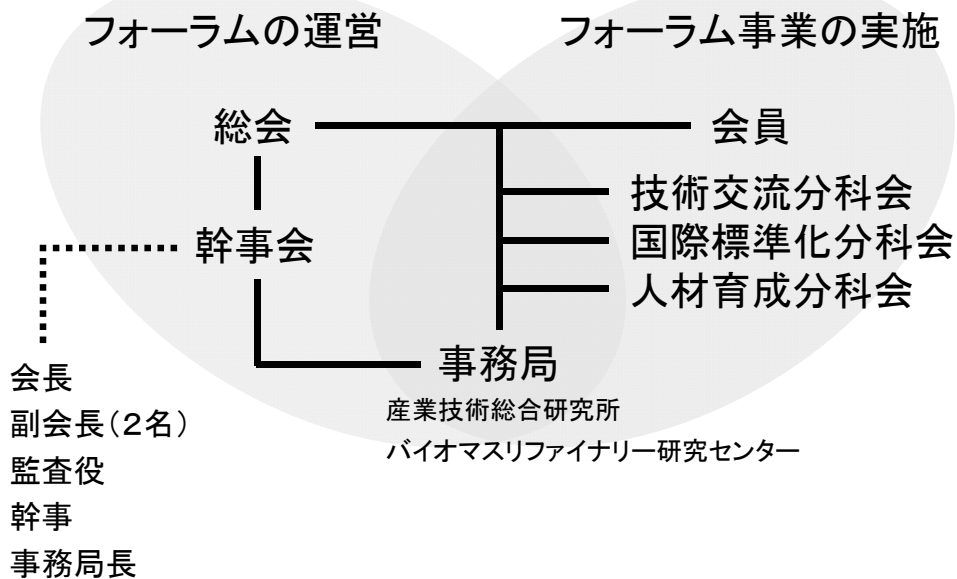 フォーラムの運営
フォーラム事業の実施
総会
会員
技術交流分科会
国際標準化分科会
人材育成分科会
幹事会
事務局
産業技術総合研究所
バイオマスリファイナリー研究センター
会長
副会長(2名)
監査役
幹事
事務局長